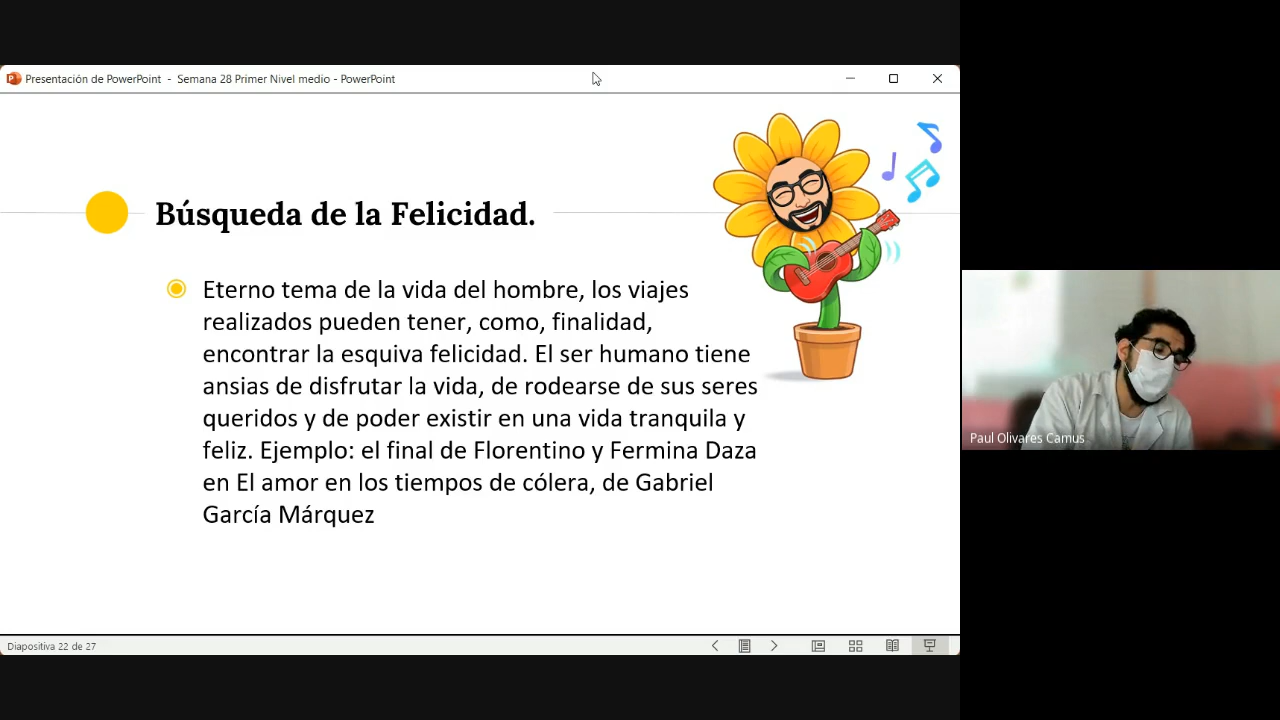 Presentación de PowerPoint - Semana 28 Primer Nivel medio - PowerPoint
Búsqueda de la Felicidad.
Eterno tema de la vida del hombre, los viajes
realizados pueden tener, como, finalidad,
encontrar la esquiva felicidad. El ser humano tiene
ansias de disfrutar la vida, de rodearse de sus seres
queridos y de poder existir en una vida tranquila y
feliz. Ejemplo: el final de Florentino y Fermina Daza
en El amor en los tiempos de cólera, de Gabriel
García Márquez
Paul Olivares Camus
Diapositiva 22 de 27